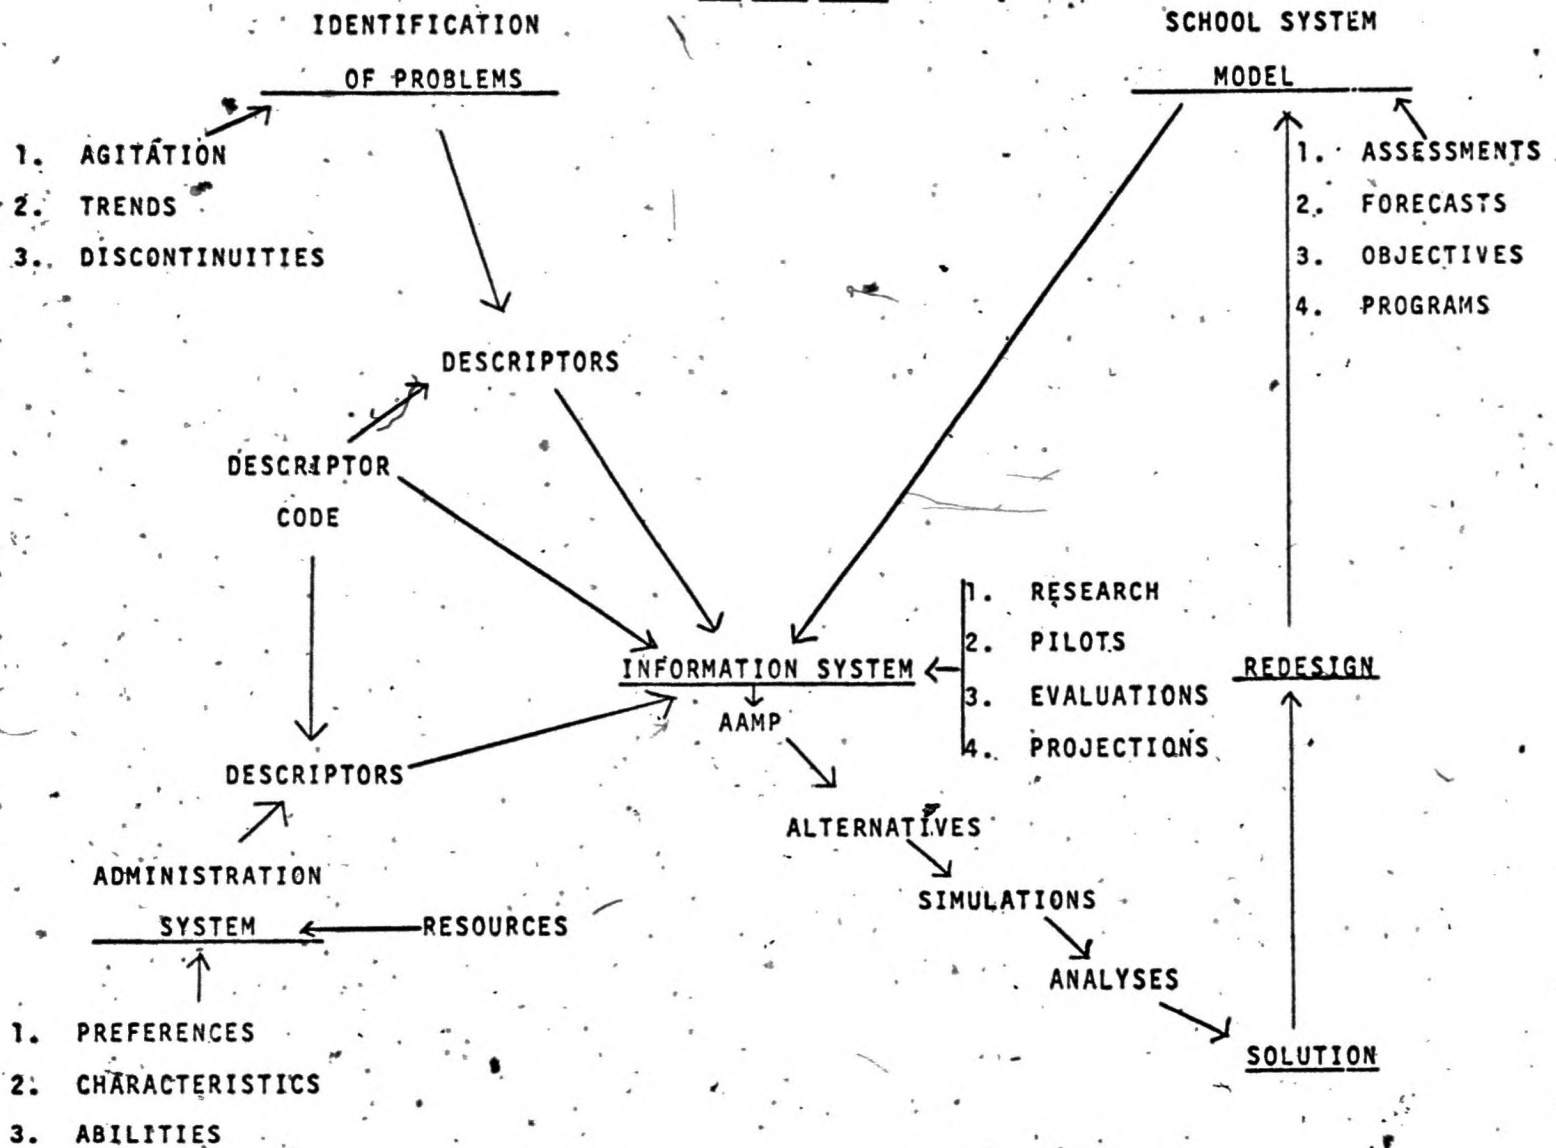 IDENTIFICATION
OF PROBLEMS
1. AGITATION
2. TRENDS
3. DISCONTINUITIES
SCHOOL SYSTEM
MODEL
1. ASSESSMENTS
2. FORECASTS
3. OBJECTIVES
4. PROGRAMS
DESCRIPTORS
DESCRIPTOR
CODE
INFORMATION SYSTEM
1. RESEARCH
2. PILOTS
3. EVALUATIONS
4. PROJECTIONS
REDESIGN
AAMP
DESCRIPTORS
ALTERNATIVES
ADMINISTRATION
SYSTEM
RESOURCES
SIMULATIONS
ANALYSES
SOLUTION
1. PREFERENCES
2. CHARACTERISTICS
3. ABILITIES